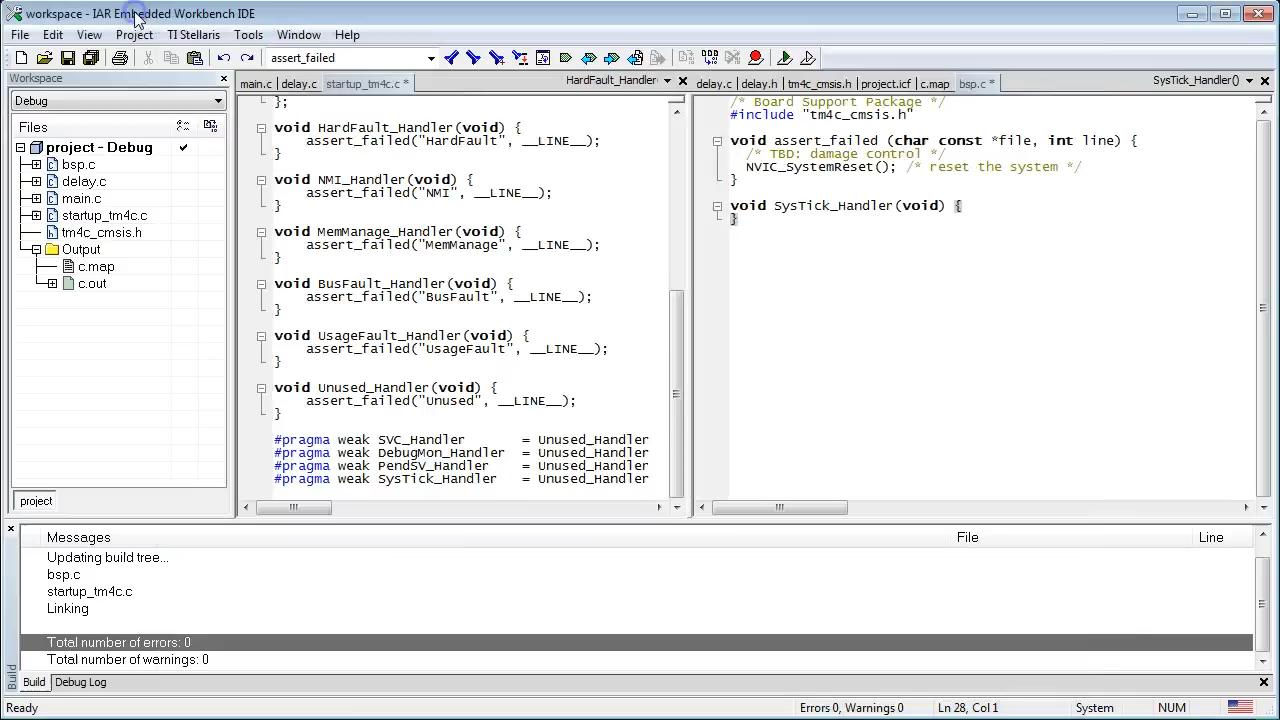 workspace - IAR Embedded Workbench IDE
File Edit View Project TI Stellaris Tools Window Help
assert_failed
Workspace
Debug
Files
project - Debug
bsp.c
delay.c
main.c
startup_tm4c.c
tm4c_cmsis.h
Output
c.map
c.out
project
main.c delay.c startup_tm4c.c * HardFault_Handler
};
void HardFault_Handler(void) {
assert_failed("HardFault", __LINE__);
}
void NMI_Handler(void) {
assert_failed("NMI", __LINE__);
}
void MemManage_Handler(void) {
assert_failed("MemManage", __LINE__);
}
void BusFault_Handler(void) {
assert_failed("BusFault", __LINE__);
}
void UsageFault_Handler(void) {
assert_failed("UsageFault", __LINE__);
}
void Unused_Handler(void) {
assert_failed("Unused", __LINE__);
}
#pragma weak SVC_Handler = Unused_Handler
#pragma weak DebugMon_Handler = Unused_Handler
#pragma weak PendSV_Handler = Unused_Handler
#pragma weak SysTick_Handler = Unused_Handler
delay.c delay.h tm4c_cmsis.h project.icf c.map bsp.c * SysTick_Handler()
/* Board Support Package */
#include "tm4c_cmsis.h"
void assert_failed (char const *file, int line) {
/* TBD: damage control */
NVIC_SystemReset(); /* reset the system */
}
void SysTick_Handler(void) {
}
Messages File Line
Updating build tree...
bsp.c
startup_tm4c.c
Linking
Total number of errors: 0
Total number of warnings: 0
Build
Build Debug Log
Ready Errors 0, Warnings 0 Ln 28, Col 1 System NUM